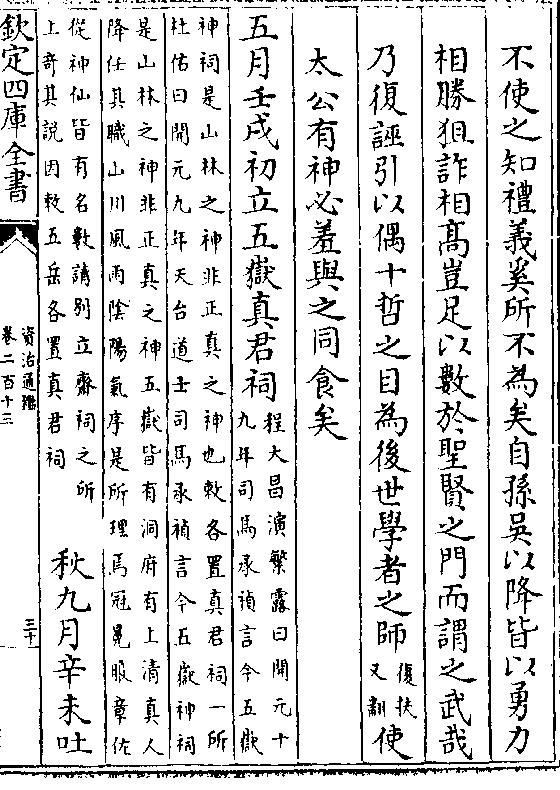 不使之知禮義奚所不為矣自孫吳以降皆以勇力
相勝狙詐相髙豈足以數於聖賢之門而謂之武哉
乃復誣引以偶十哲之目為後世學者之師復扶又翻使
太公有神必羞與之同食矣
五月壬戌初立五嶽真君祠程大昌演繁露曰開元十
九年司馬承禎言今五嶽
神祠是山林之神非正真之神也敕各置真君祠一所
杜佑曰開元九年天台道士司馬承禎言今五嶽神祠
是山林之神非正真之神五嶽皆有洞府有上清真人
降任其職山川風雨陰陽氣序是所理焉冠冕服章佐
從神仙皆有名數請别立齋祠之所
上奇其說因敕五岳各置真君祠
秋九月辛未吐
欽定四庫全書
資治通鑑
卷二百十三
三十